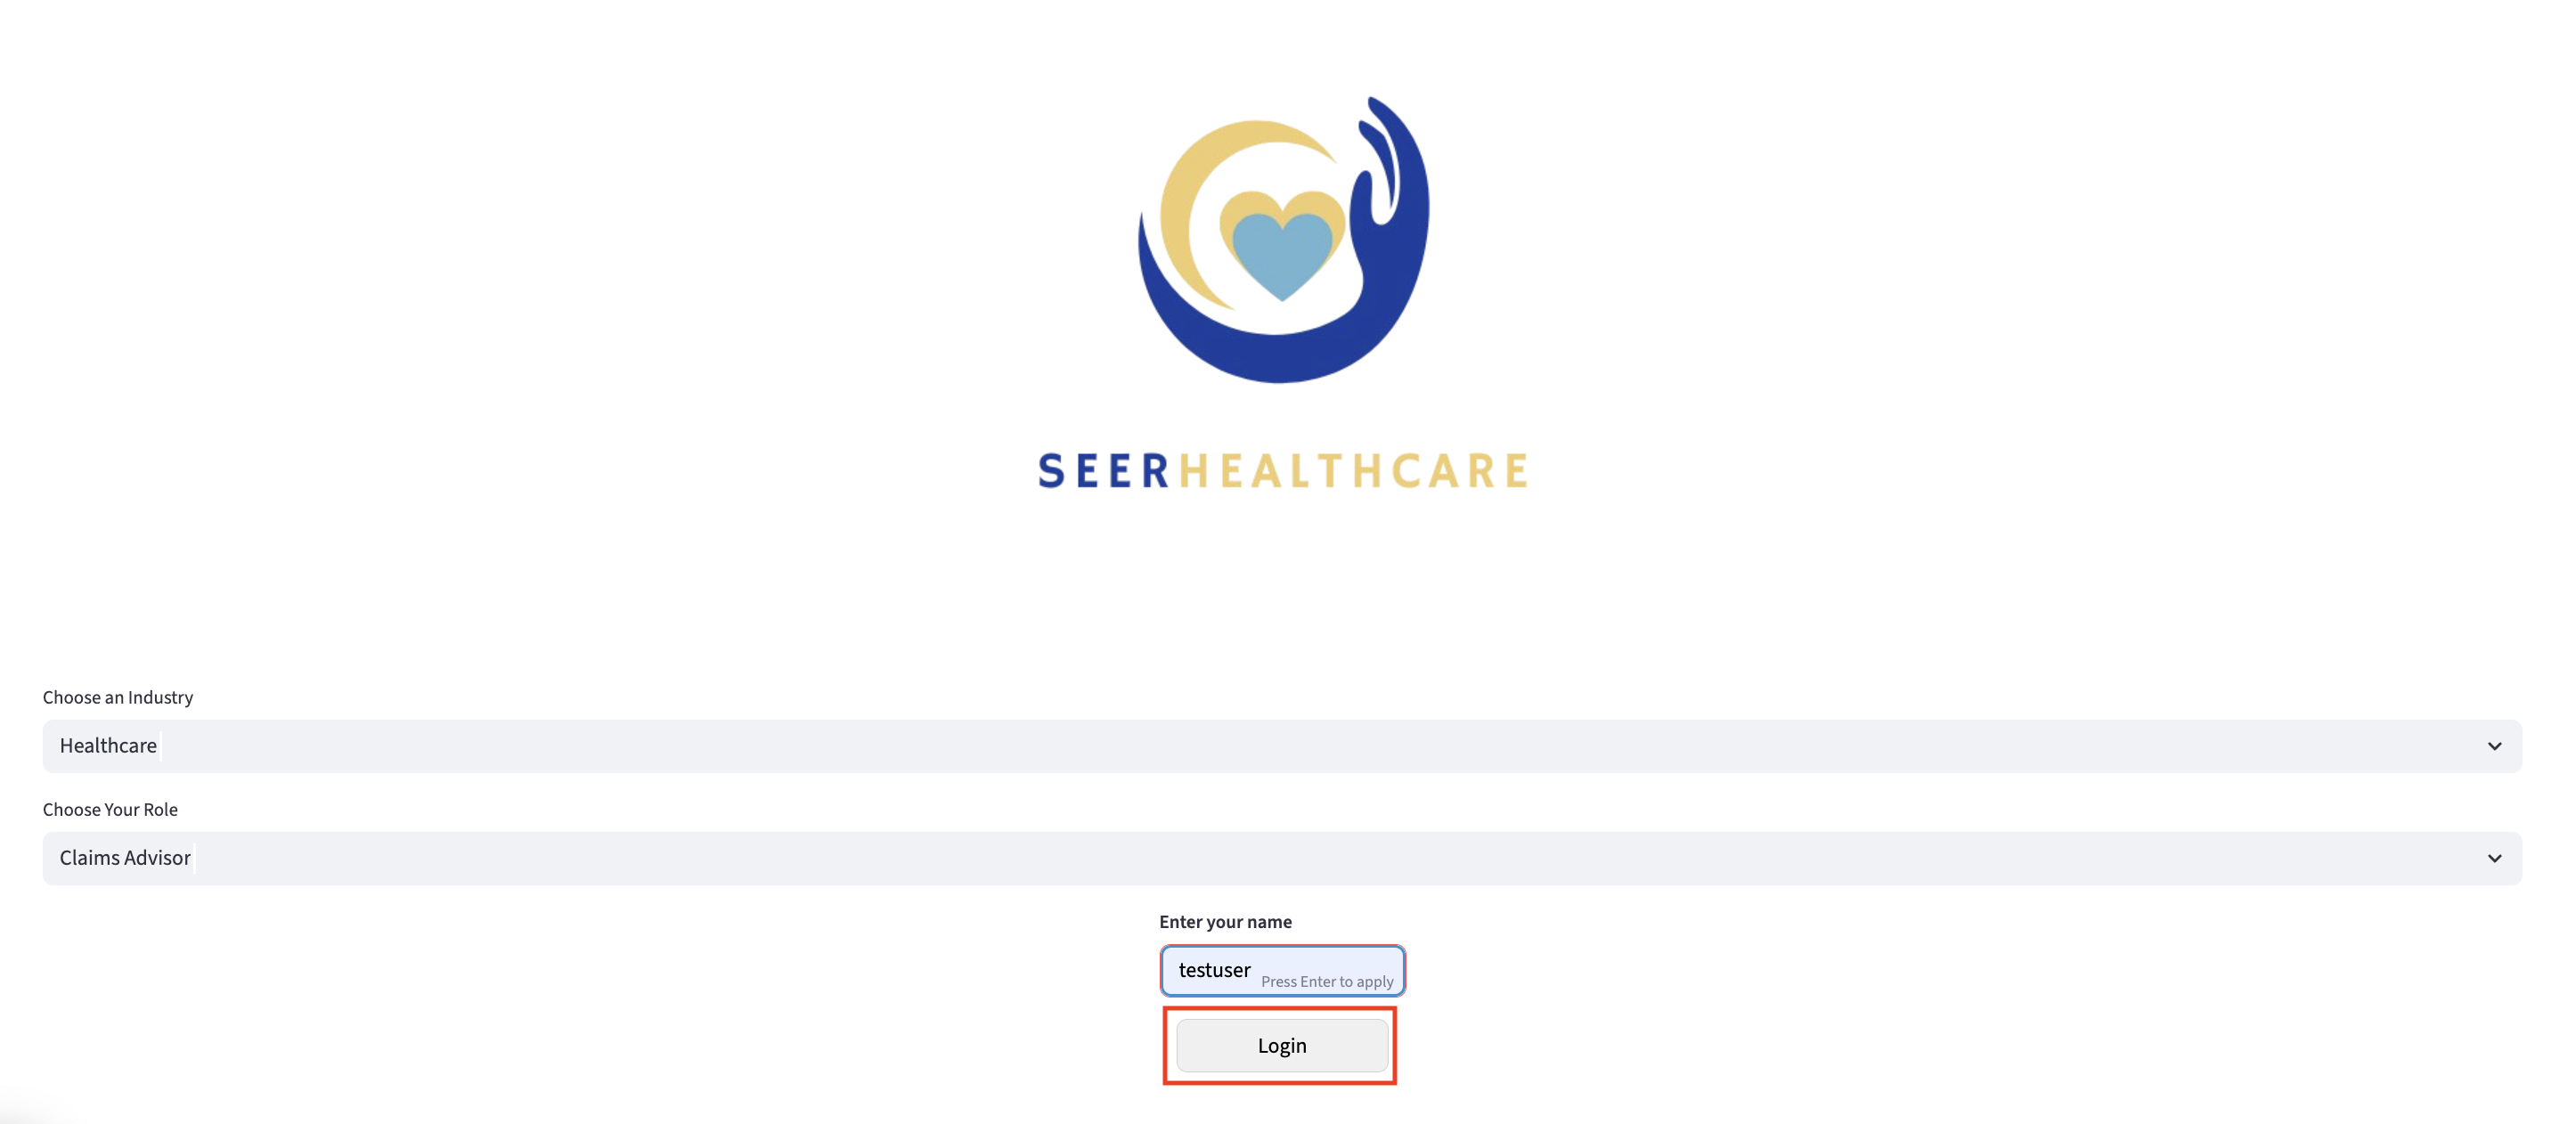 SEERHEALTHCARE
Choose an Industry
Healthcare
Choose Your Role
Claims Advisor
Enter your name
testuser Press Enter to apply
Login